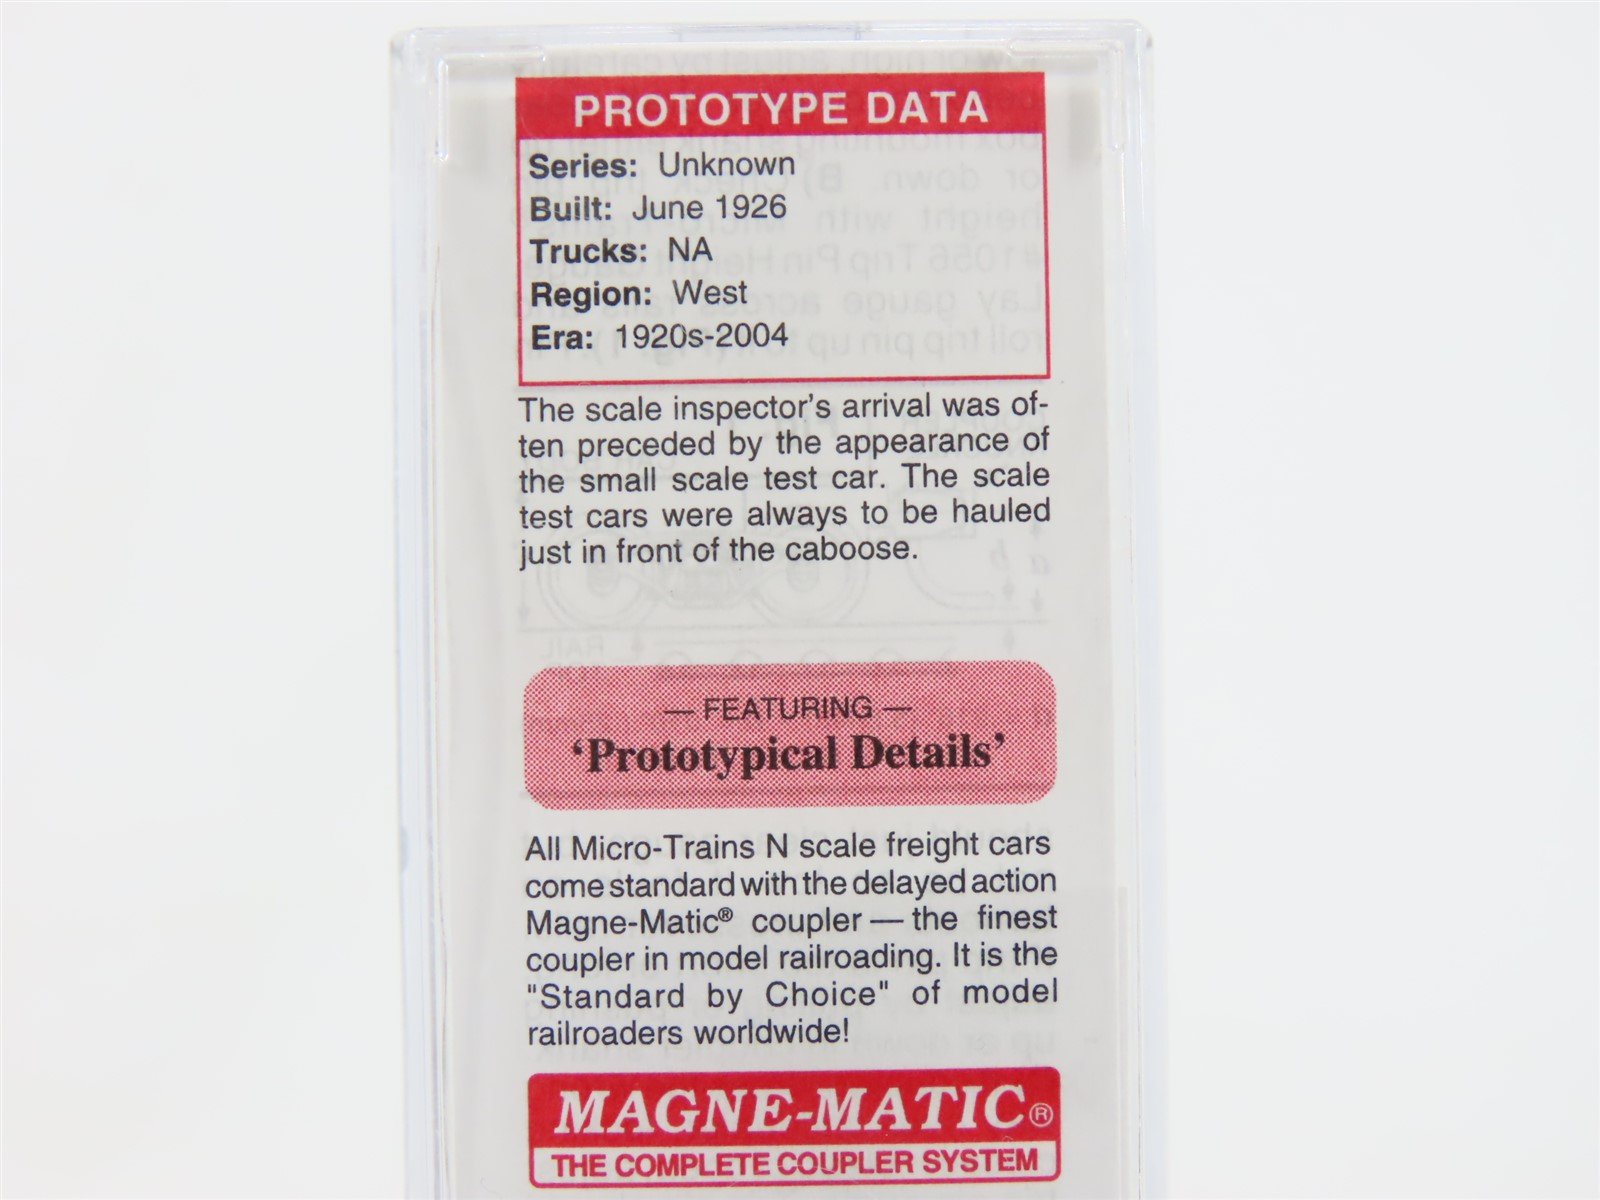 PROTOTYPE DATA
Series: Unknown
Built: June 1926
Trucks: NA
Region: West
Era: 1920s-2004
The scale inspector's arrival was of-
ten preceded by the appearance of
the small scale test car. The scale
test cars were always to be hauled
just in front of the caboose.
— FEATURING —
‘Prototypical Details’
All Micro-Trains N scale freight cars
come standard with the delayed action
Magne-Matic® coupler — the finest
coupler in model railroading. It is the
"Standard by Choice" of model
railroaders worldwide!
MAGNE-MATIC®
THE COMPLETE COUPLER SYSTEM